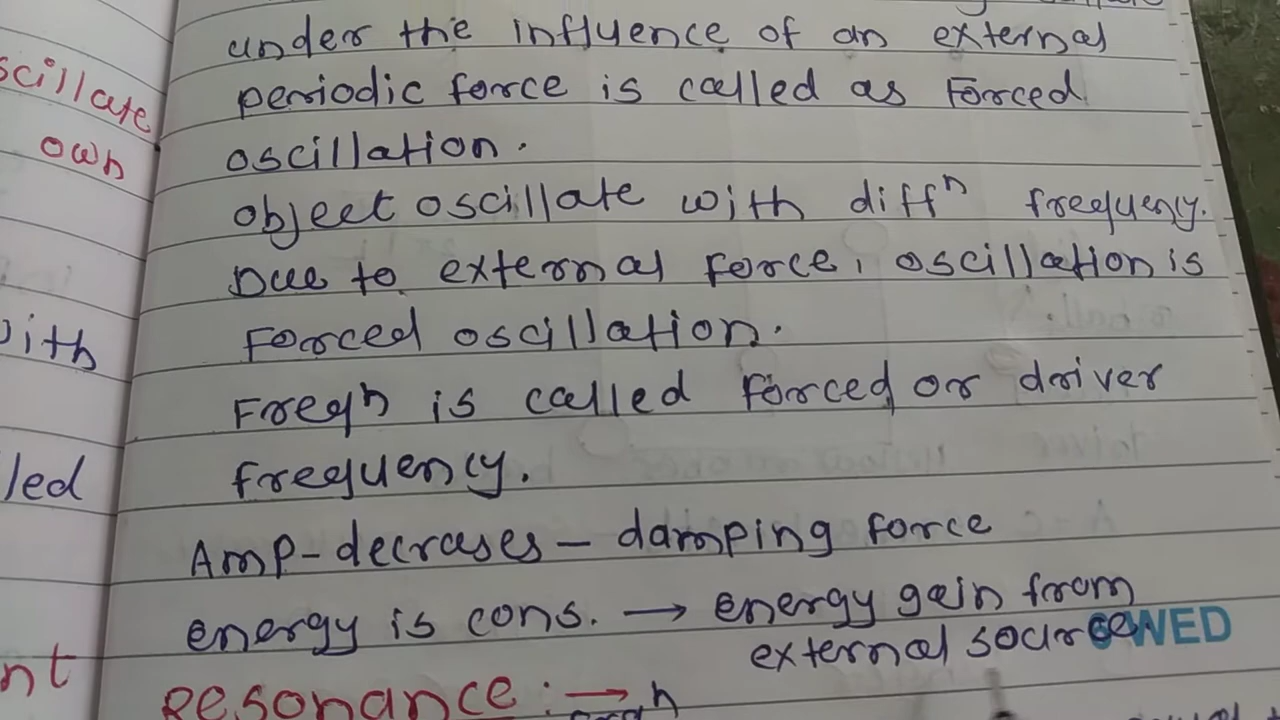 scillate
own
with
led
nt
under the influence of an external
periodic force is called as Forced
oscillation.
object oscillate with diffⁿ frequency.
Due to external force, oscillation is
Forced oscillation.
Freqⁿ is called Forced or driver
frequency.
Amp-decrases – damping force
energy is cons. → energy gain from
external source
OWED
Resonance : →